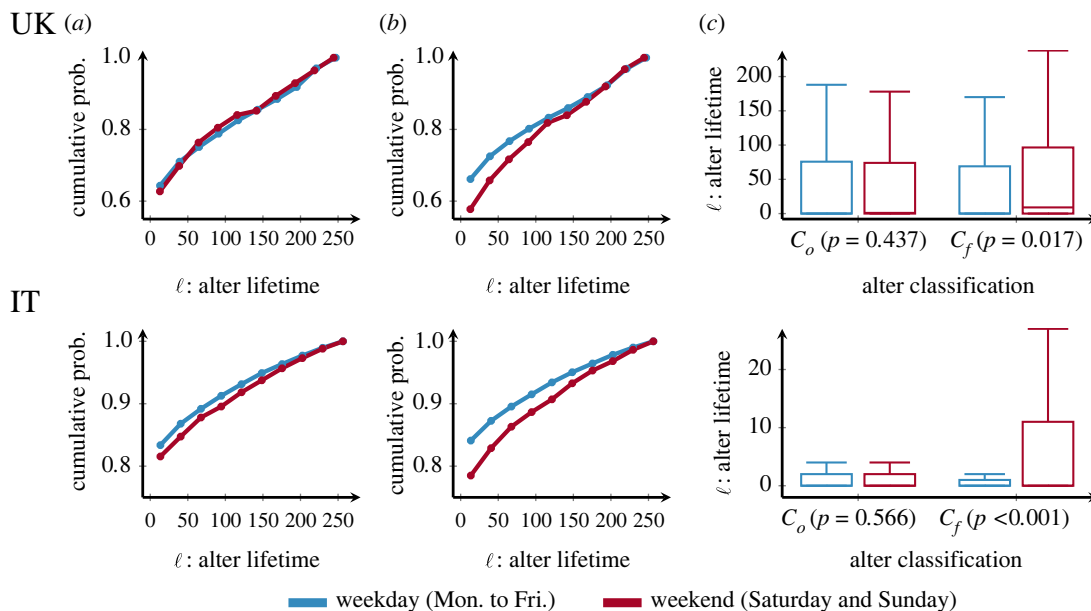 UK (a) (b) (c)
1.0
0.8
0.6
cumulative prob.
0 50 100 150 200 250
ℓ: alter lifetime
1.0
0.8
0.6
cumulative prob.
0 50 100 150 200 250
ℓ: alter lifetime
200
150
100
50
0
ℓ: alter lifetime
C_o (p = 0.437) C_f (p = 0.017)
alter classification
IT
1.0
0.9
0.8
cumulative prob.
0 50 100 150 200 250
ℓ: alter lifetime
1.0
0.9
0.8
cumulative prob.
0 50 100 150 200 250
ℓ: alter lifetime
20
10
0
ℓ: alter lifetime
C_o (p = 0.566) C_f (p <0.001)
alter classification
weekday (Mon. to Fri.) weekend (Saturday and Sunday)